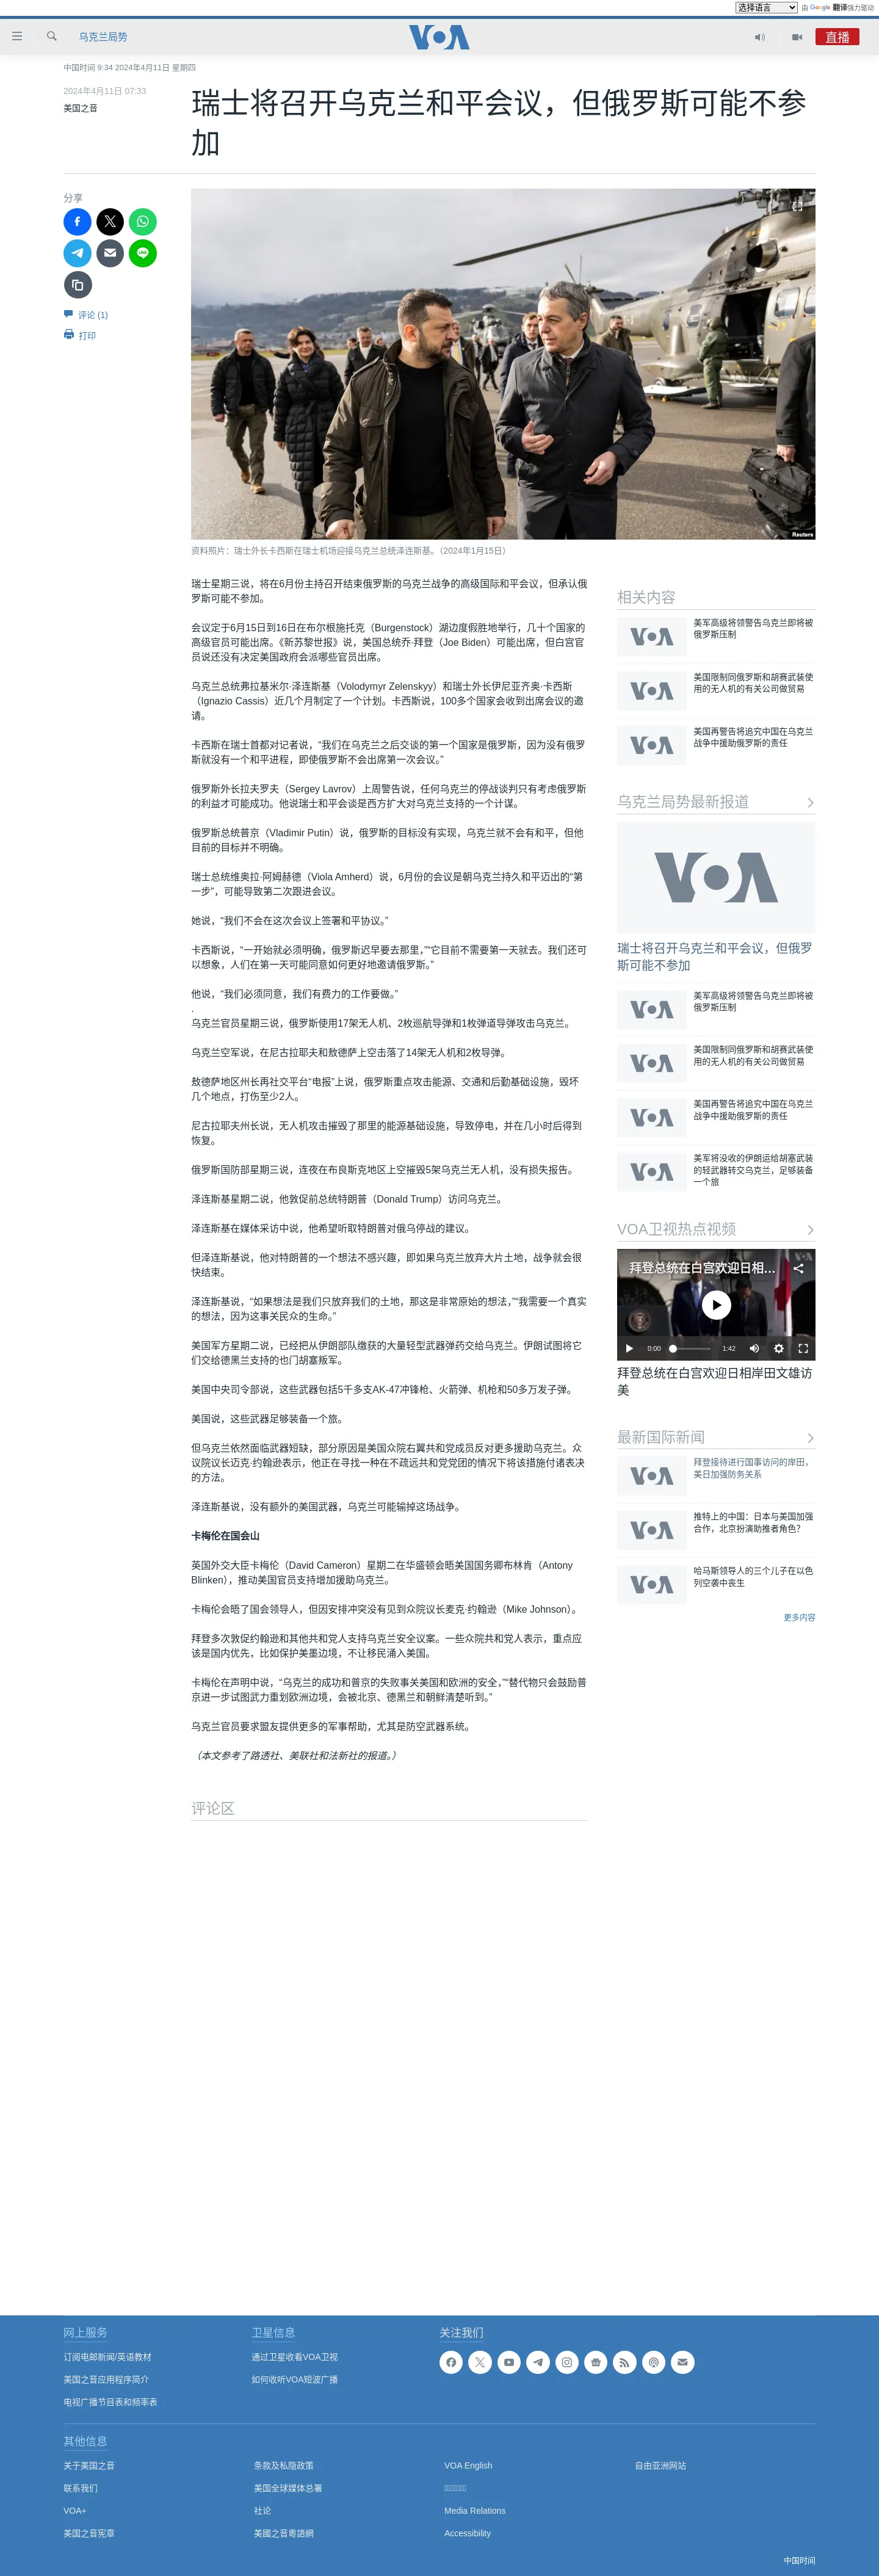 选择语言
由 Google 翻译强力驱动
乌克兰局势
VOA
直播
中国时间 9:34 2024年4月11日 星期四
2024年4月11日 07:33
美国之音
瑞士将召开乌克兰和平会议，但俄罗斯可能不参
加
分享
评论 (1)
打印
Reuters
资料照片：瑞士外长卡西斯在瑞士机场迎接乌克兰总统泽连斯基。（2024年1月15日）
瑞士星期三说，将在6月份主持召开结束俄罗斯的乌克兰战争的高级国际和平会议，但承认俄
罗斯可能不参加。
会议定于6月15日到16日在布尔根施托克（Burgenstock）湖边度假胜地举行，几十个国家的
高级官员可能出席。《新苏黎世报》说，美国总统乔·拜登（Joe Biden）可能出席，但白宫官
员说还没有决定美国政府会派哪些官员出席。
乌克兰总统弗拉基米尔·泽连斯基（Volodymyr Zelenskyy）和瑞士外长伊尼亚齐奥·卡西斯
（Ignazio Cassis）近几个月制定了一个计划。卡西斯说，100多个国家会收到出席会议的邀
请。
卡西斯在瑞士首都对记者说，“我们在乌克兰之后交谈的第一个国家是俄罗斯，因为没有俄罗
斯就没有一个和平进程，即使俄罗斯不会出席第一次会议。”
俄罗斯外长拉夫罗夫（Sergey Lavrov）上周警告说，任何乌克兰的停战谈判只有考虑俄罗斯
的利益才可能成功。他说瑞士和平会谈是西方扩大对乌克兰支持的一个计谋。
俄罗斯总统普京（Vladimir Putin）说，俄罗斯的目标没有实现，乌克兰就不会有和平，但他
目前的目标并不明确。
瑞士总统维奥拉·阿姆赫德（Viola Amherd）说，6月份的会议是朝乌克兰持久和平迈出的“第
一步”，可能导致第二次跟进会议。
她说，“我们不会在这次会议上签署和平协议。”
卡西斯说，“一开始就必须明确，俄罗斯迟早要去那里，”“它目前不需要第一天就去。我们还可
以想象，人们在第一天可能同意如何更好地邀请俄罗斯。”
他说，“我们必须同意，我们有费力的工作要做。”
.
乌克兰官员星期三说，俄罗斯使用17架无人机、2枚巡航导弹和1枚弹道导弹攻击乌克兰。
乌克兰空军说，在尼古拉耶夫和敖德萨上空击落了14架无人机和2枚导弹。
敖德萨地区州长再社交平台“电报”上说，俄罗斯重点攻击能源、交通和后勤基础设施，毁坏
几个地点，打伤至少2人。
尼古拉耶夫州长说，无人机攻击摧毁了那里的能源基础设施，导致停电，并在几小时后得到
恢复。
俄罗斯国防部星期三说，连夜在布良斯克地区上空摧毁5架乌克兰无人机，没有损失报告。
泽连斯基星期二说，他敦促前总统特朗普（Donald Trump）访问乌克兰。
泽连斯基在媒体采访中说，他希望听取特朗普对俄乌停战的建议。
但泽连斯基说，他对特朗普的一个想法不感兴趣，即如果乌克兰放弃大片土地，战争就会很
快结束。
泽连斯基说，“如果想法是我们只放弃我们的土地，那这是非常原始的想法，”“我需要一个真实
的想法，因为这事关民众的生命。”
美国军方星期二说，已经把从伊朗部队缴获的大量轻型武器弹药交给乌克兰。伊朗试图将它
们交给德黑兰支持的也门胡塞叛军。
美国中央司令部说，这些武器包括5千多支AK-47冲锋枪、火箭弹、机枪和50多万发子弹。
美国说，这些武器足够装备一个旅。
但乌克兰依然面临武器短缺，部分原因是美国众院右翼共和党成员反对更多援助乌克兰。众
议院议长迈克·约翰逊表示，他正在寻找一种在不疏远共和党党团的情况下将该措施付诸表决
的方法。
泽连斯基说，没有额外的美国武器，乌克兰可能输掉这场战争。
卡梅伦在国会山
英国外交大臣卡梅伦（David Cameron）星期二在华盛顿会晤美国国务卿布林肯（Antony
Blinken），推动美国官员支持增加援助乌克兰。
卡梅伦会晤了国会领导人，但因安排冲突没有见到众院议长麦克·约翰逊（Mike Johnson）。
拜登多次敦促约翰逊和其他共和党人支持乌克兰安全议案。一些众院共和党人表示，重点应
该是国内优先，比如保护美墨边境，不让移民涌入美国。
卡梅伦在声明中说，“乌克兰的成功和普京的失败事关美国和欧洲的安全，”“替代物只会鼓励普
京进一步试图武力重划欧洲边境，会被北京、德黑兰和朝鲜清楚听到。”
乌克兰官员要求盟友提供更多的军事帮助，尤其是防空武器系统。
（本文参考了路透社、美联社和法新社的报道。）
评论区
相关内容
VOA
美军高级将领警告乌克兰即将被
俄罗斯压制
VOA
美国限制同俄罗斯和胡赛武装使
用的无人机的有关公司做贸易
VOA
美国再警告将追究中国在乌克兰
战争中援助俄罗斯的责任
乌克兰局势最新报道
VOA
瑞士将召开乌克兰和平会议，但俄罗
斯可能不参加
VOA
美军高级将领警告乌克兰即将被
俄罗斯压制
VOA
美国限制同俄罗斯和胡赛武装使
用的无人机的有关公司做贸易
VOA
美国再警告将追究中国在乌克兰
战争中援助俄罗斯的责任
VOA
美军将没收的伊朗运给胡塞武装
的轻武器转交乌克兰，足够装备
一个旅
VOA卫视热点视频
拜登总统在白宫欢迎日相...
VOA
0:00
1:42
拜登总统在白宫欢迎日相岸田文雄访
美
最新国际新闻
VOA
拜登接待进行国事访问的岸田，
美日加强防务关系
VOA
推特上的中国：日本与美国加强
合作，北京扮演助推者角色？
VOA
哈马斯领导人的三个儿子在以色
列空袭中丧生
更多内容
网上服务
订阅电邮新闻/英语教材
美国之音应用程序简介
电视广播节目表和频率表
卫星信息
通过卫星收看VOA卫视
如何收听VOA短波广播
关注我们
其他信息
关于美国之音
联系我们
VOA+
美国之音宪章
条款及私隐政策
美国全球媒体总署
社论
美國之音粵語網
VOA English
Media Relations
Accessibility
自由亚洲网站
中国时间